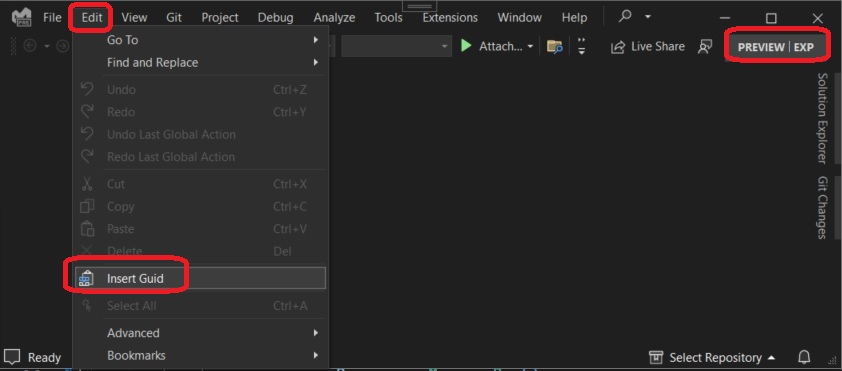 File Edit View Git Project Debug Analyze Tools Extensions Window Help
Attach... Live Share PREVIEW | EXP
Go To
Find and Replace
Undo Ctrl+Z
Redo Ctrl+Y
Undo Last Global Action
Redo Last Global Action
Cut Ctrl+X
Copy Ctrl+C
Paste Ctrl+V
Delete Del
Insert Guid
Select All Ctrl+A
Advanced
Bookmarks
Solution Explorer
Git Changes
Ready Select Repository